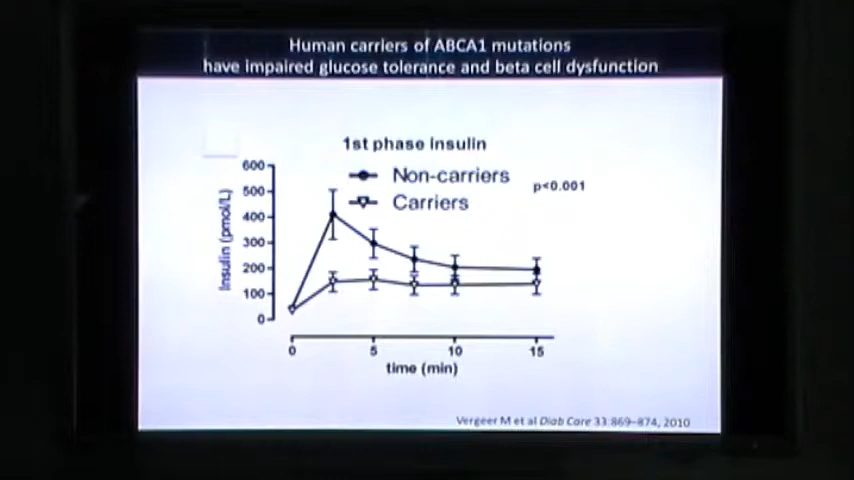 Human carriers of ABCA1 mutations
have impaired glucose tolerance and beta cell dysfunction
1st phase insulin
Non-carriers
Carriers
p<0.001
Insulin (pmol/L)
600
500
400
300
200
100
0
0 5 10 15
time (min)
Vergeer M et al Diab Care 33:869-874, 2010